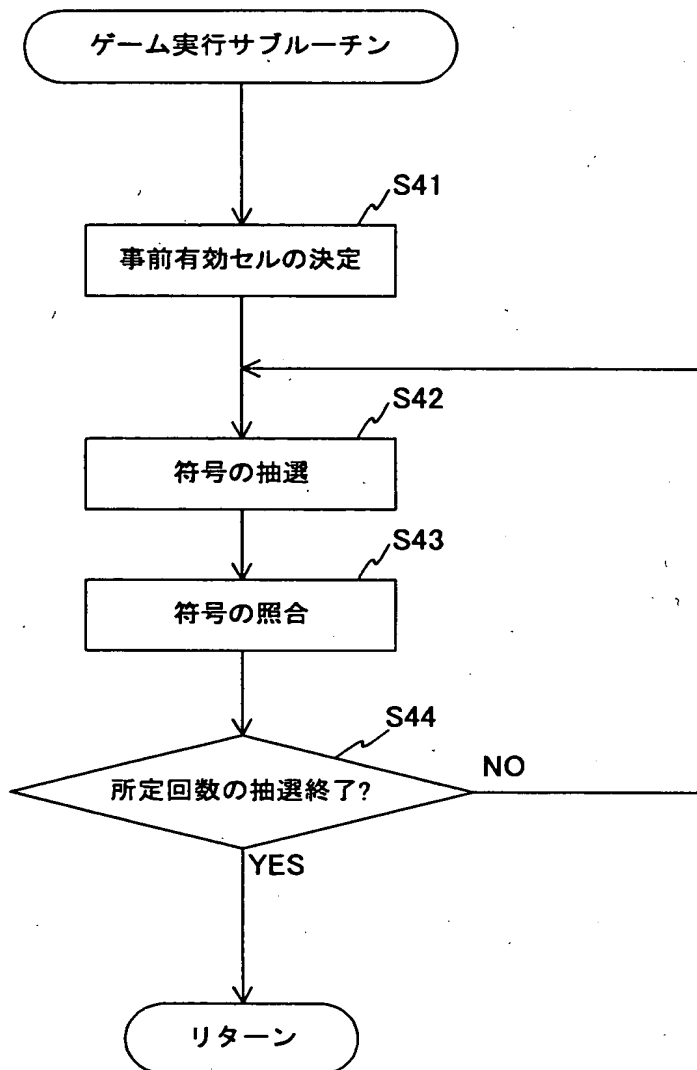 ゲーム実行サブルーチン
S41
事前有効セルの決定
S42
符号の抽選
S43
符号の照合
S44
所定回数の抽選終了?
NO
YES
リターン